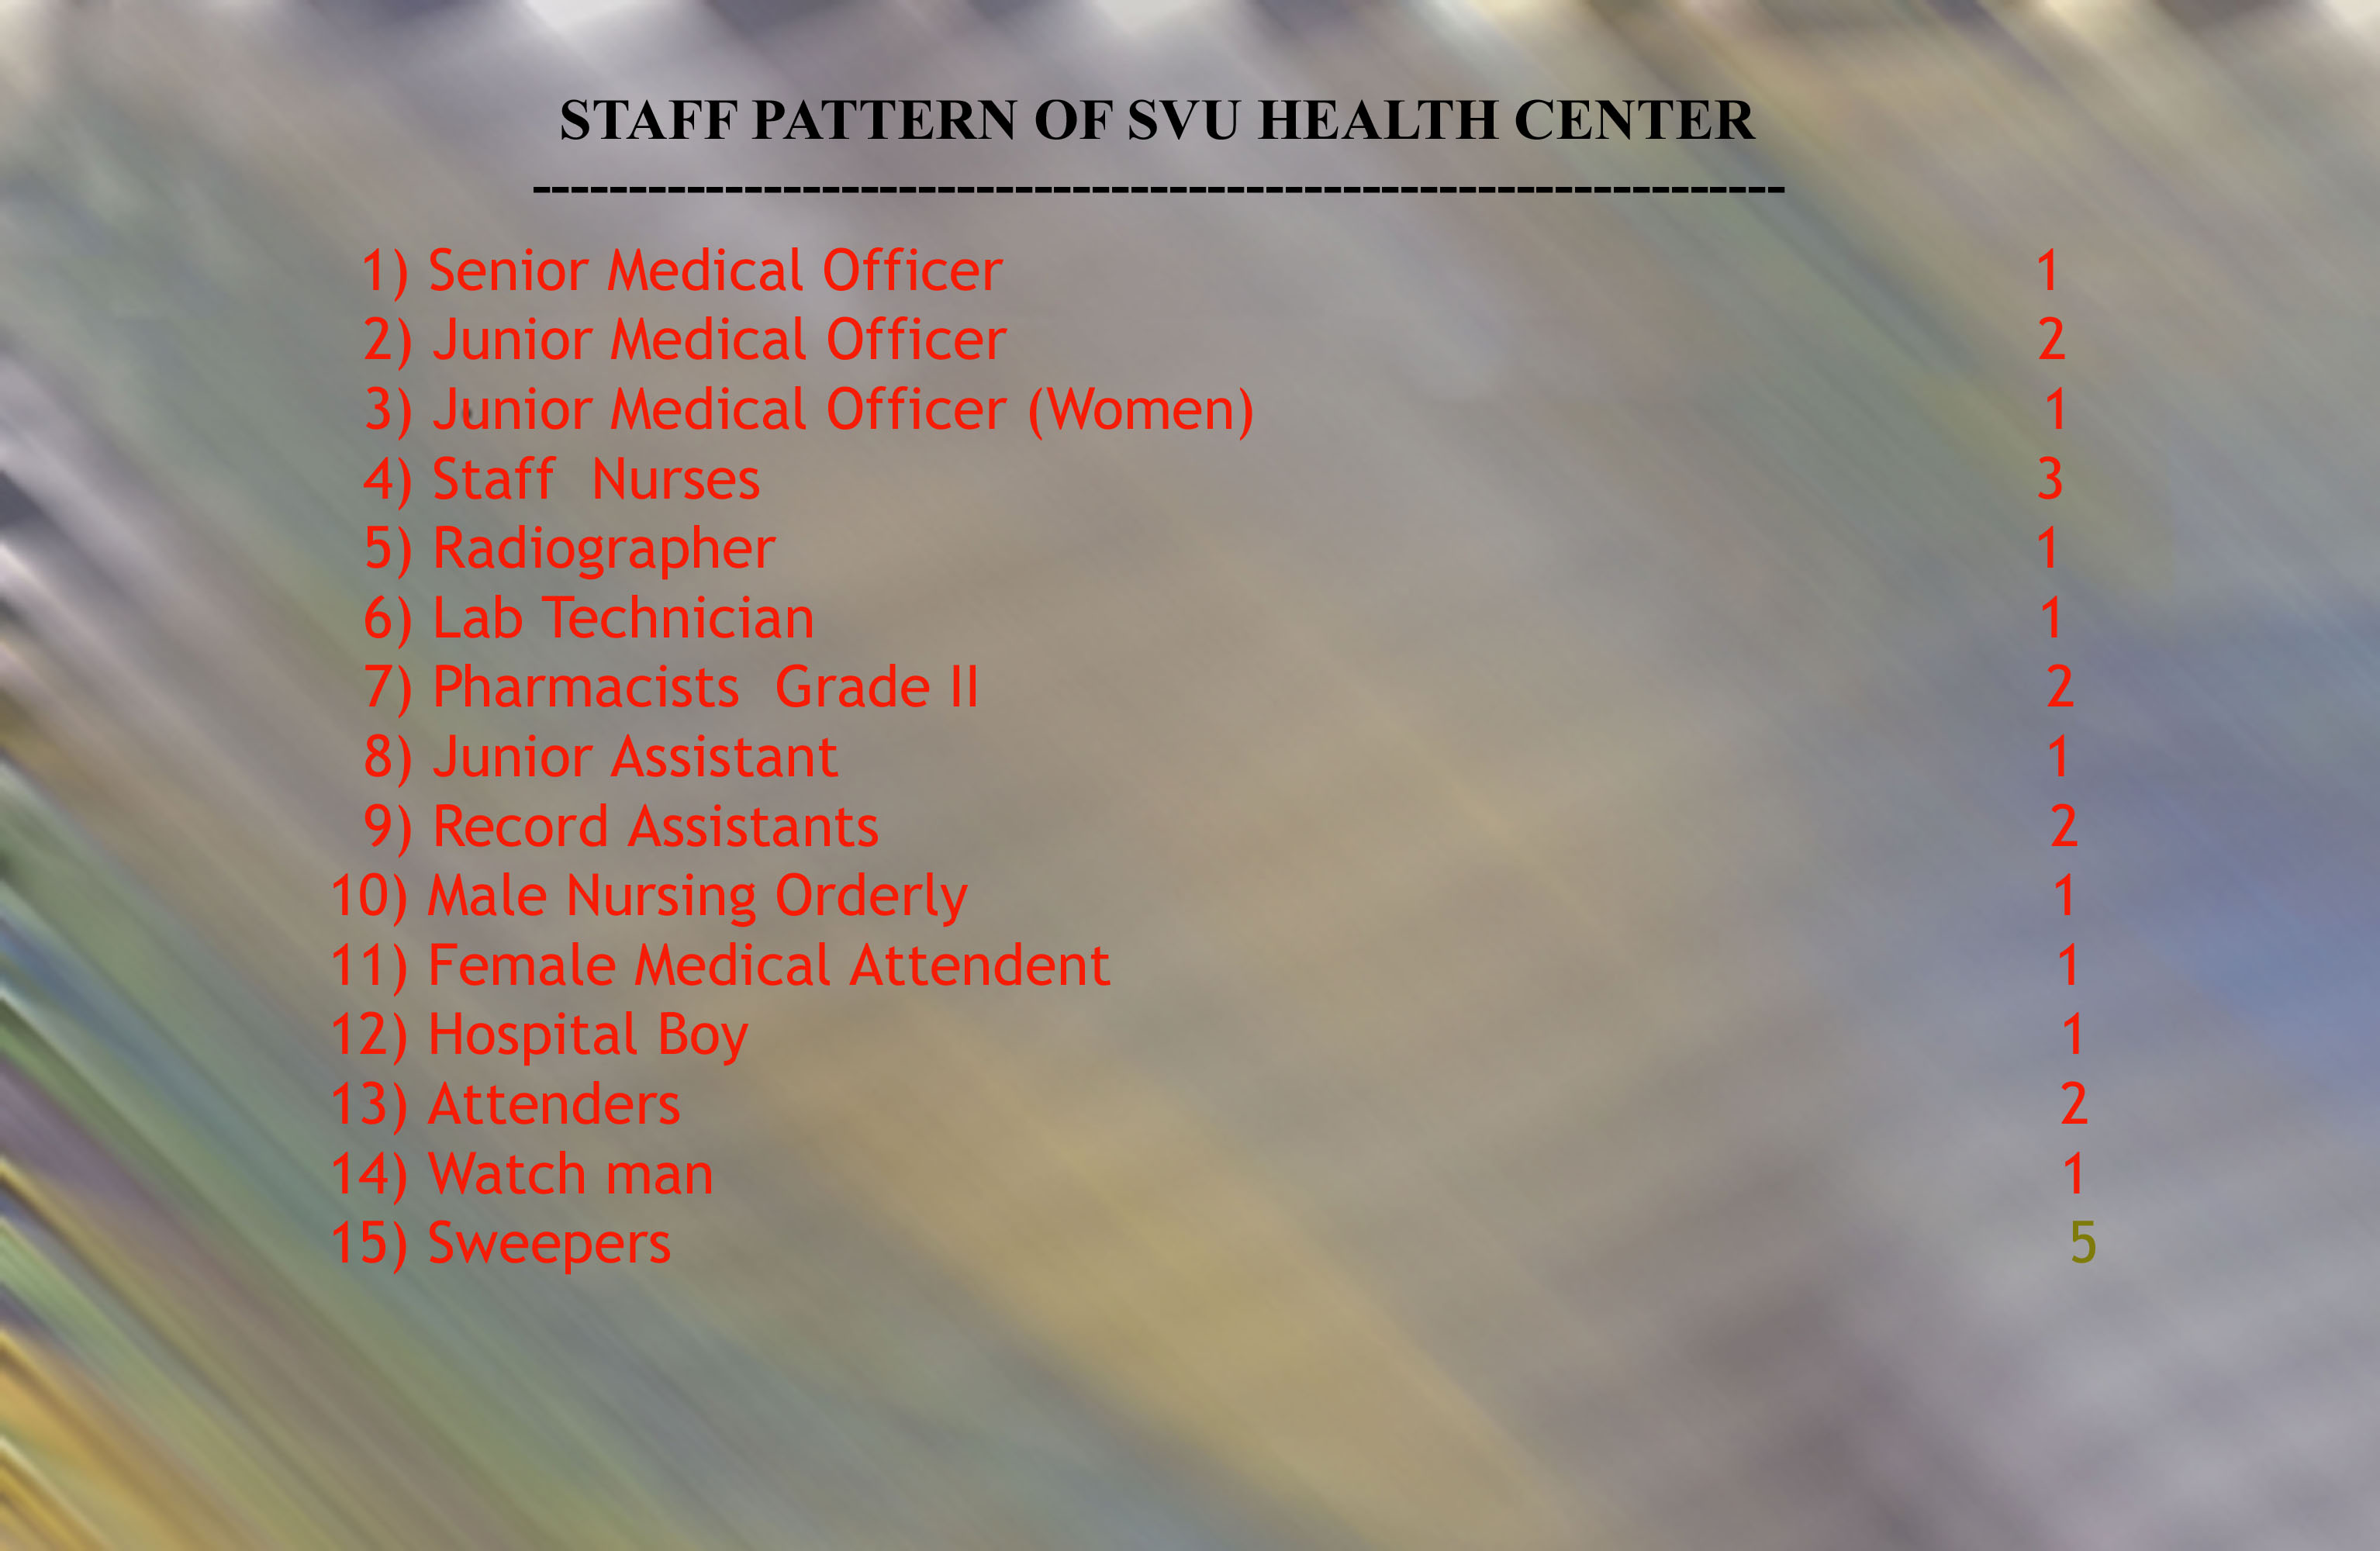 STAFF PATTERN OF SVU HEALTH CENTER
-----------------------------------------------------------------
1) Senior Medical Officer 1
2) Junior Medical Officer 2
3) Junior Medical Officer (Women) 1
4) Staff  Nurses 3
5) Radiographer 1
6) Lab Technician 1
7) Pharmacists  Grade II 2
8) Junior Assistant 1
9) Record Assistants 2
10) Male Nursing Orderly 1
11) Female Medical Attendent 1
12) Hospital Boy 1
13) Attenders 2
14) Watch man 1
15) Sweepers 5